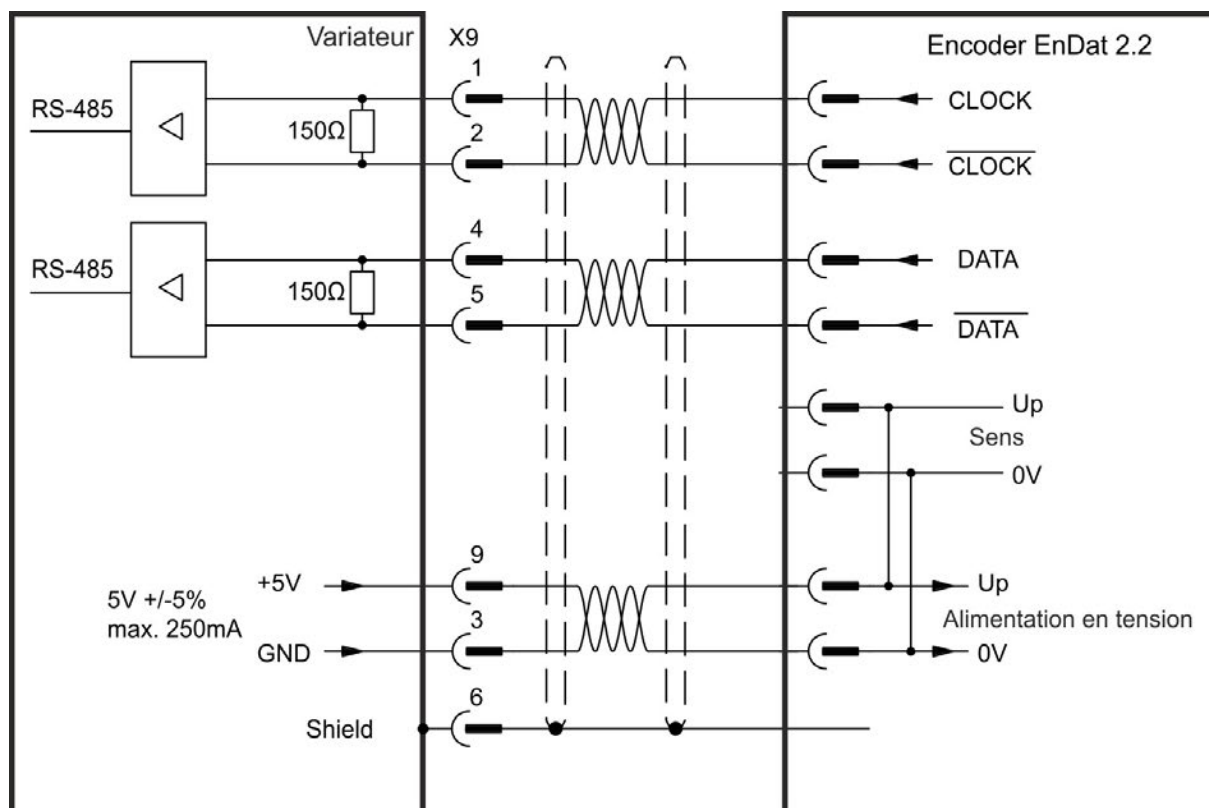 Variateur
X9
Encoder EnDat 2.2
1
CLOCK
RS-485
150Ω
2
CLOCK
4
DATA
RS-485
150Ω
5
DATA
Up
Sens
0V
9
+5V
Up
5V +/-5%
max. 250mA
Alimentation en tension
3
GND
0V
6
Shield